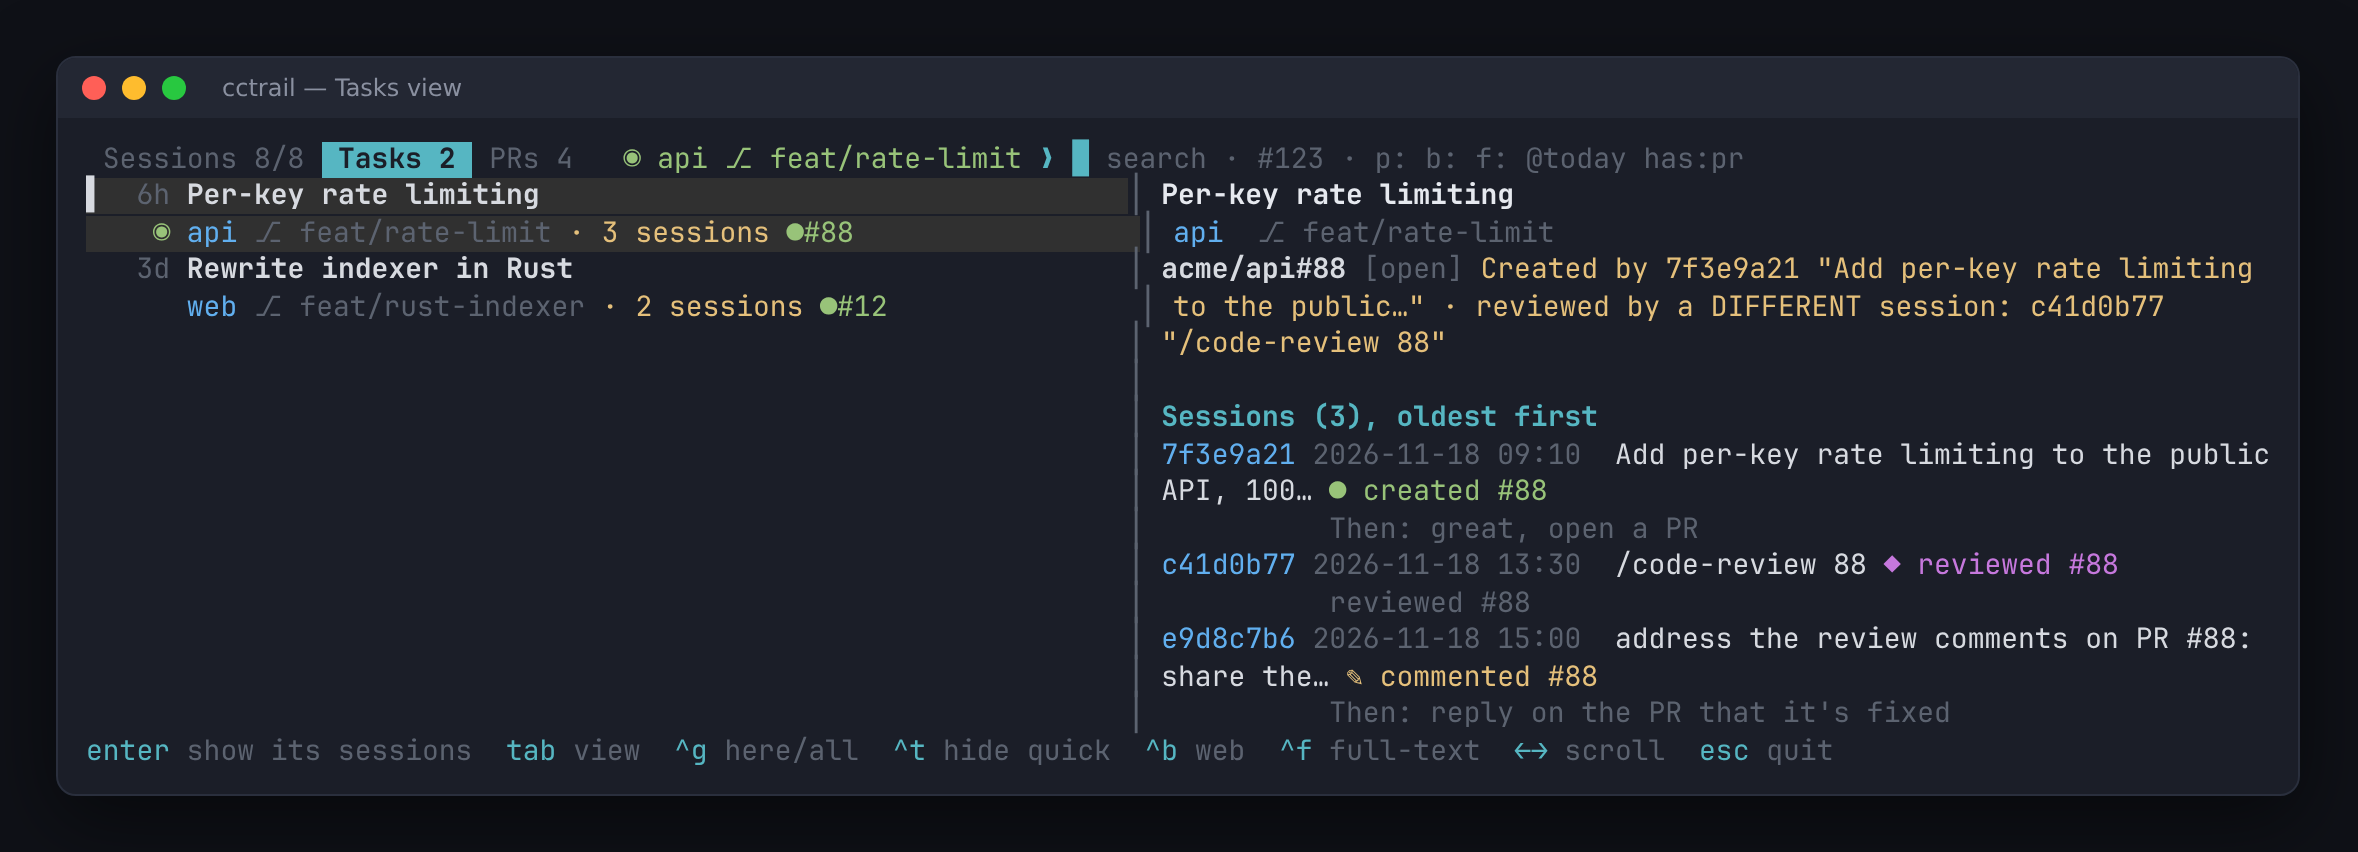 cctrail — Tasks view
Sessions 8/8 Tasks 2 PRs 4 ◉ api ⎇ feat/rate-limit ❯ search · #123 · p: b: f: @today has:pr
6h Per-key rate limiting
◉ api ⎇ feat/rate-limit · 3 sessions ●#88
3d Rewrite indexer in Rust
web ⎇ feat/rust-indexer · 2 sessions ●#12
Per-key rate limiting
api ⎇ feat/rate-limit
acme/api#88 [open] Created by 7f3e9a21 "Add per-key rate limiting
to the public…" · reviewed by a DIFFERENT session: c41d0b77
"/code-review 88"
Sessions (3), oldest first
7f3e9a21 2026-11-18 09:10 Add per-key rate limiting to the public
API, 100… ● created #88
Then: great, open a PR
c41d0b77 2026-11-18 13:30 /code-review 88 ◆ reviewed #88
reviewed #88
e9d8c7b6 2026-11-18 15:00 address the review comments on PR #88:
share the… ✎ commented #88
Then: reply on the PR that it's fixed
enter show its sessions tab view ^g here/all ^t hide quick ^b web ^f full-text ←→ scroll esc quit